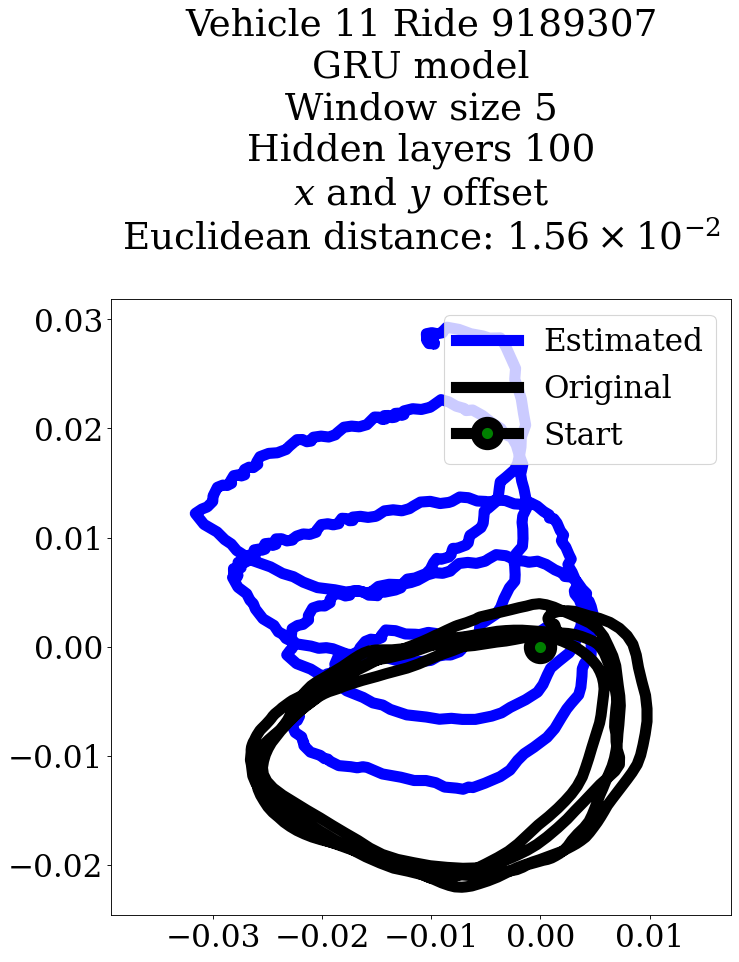 Vehicle 11 Ride 9189307
GRU model
Window size 5
Hidden layers 100
x and y offset
Euclidean distance: 1.56 × 10⁻²
Estimated
Original
Start
0.03
0.02
0.01
0.00
−0.01
−0.02
−0.03 −0.02 −0.01 0.00 0.01